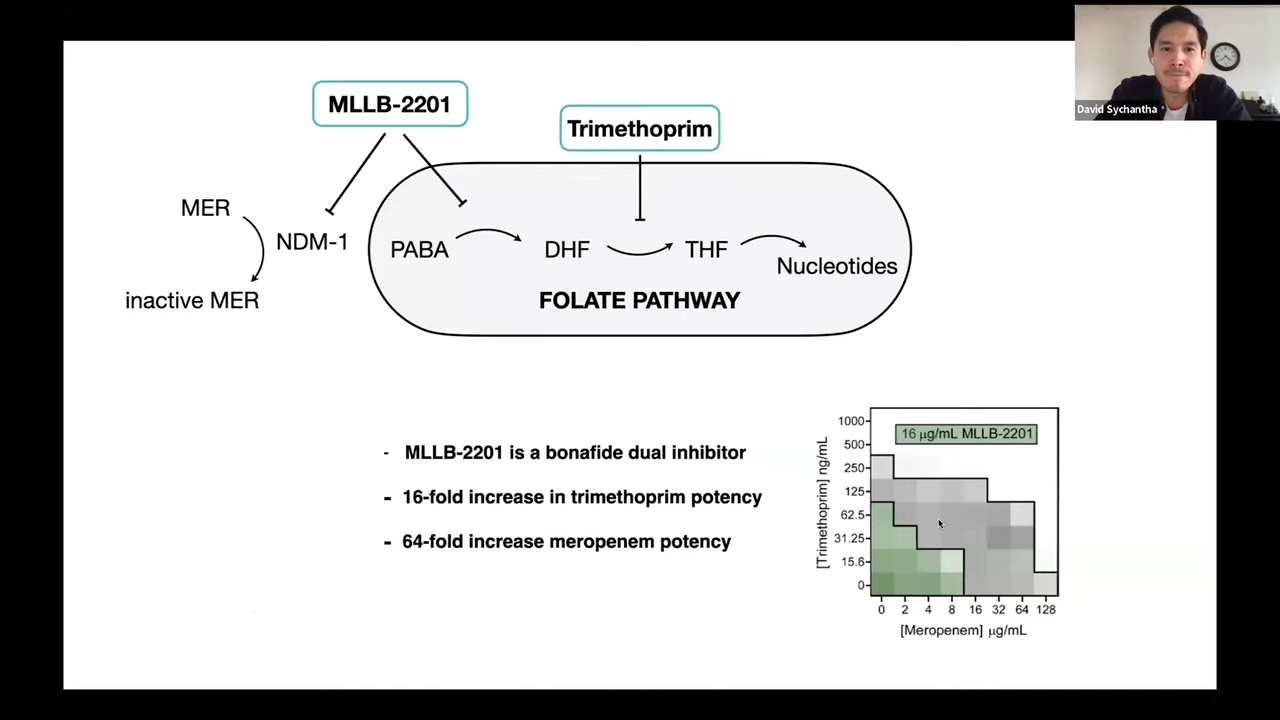 David Sychantha
MLLB-2201
Trimethoprim
MER
NDM-1
inactive MER
PABA
DHF
THF
Nucleotides
FOLATE PATHWAY
- MLLB-2201 is a bonafide dual inhibitor
- 16-fold increase in trimethoprim potency
- 64-fold increase meropenem potency
16 µg/mL MLLB-2201
[Trimethoprim] ng/mL
1000
500
250
125
62.5
31.25
15.6
0
0 2 4 8 16 32 64 128
[Meropenem] µg/mL